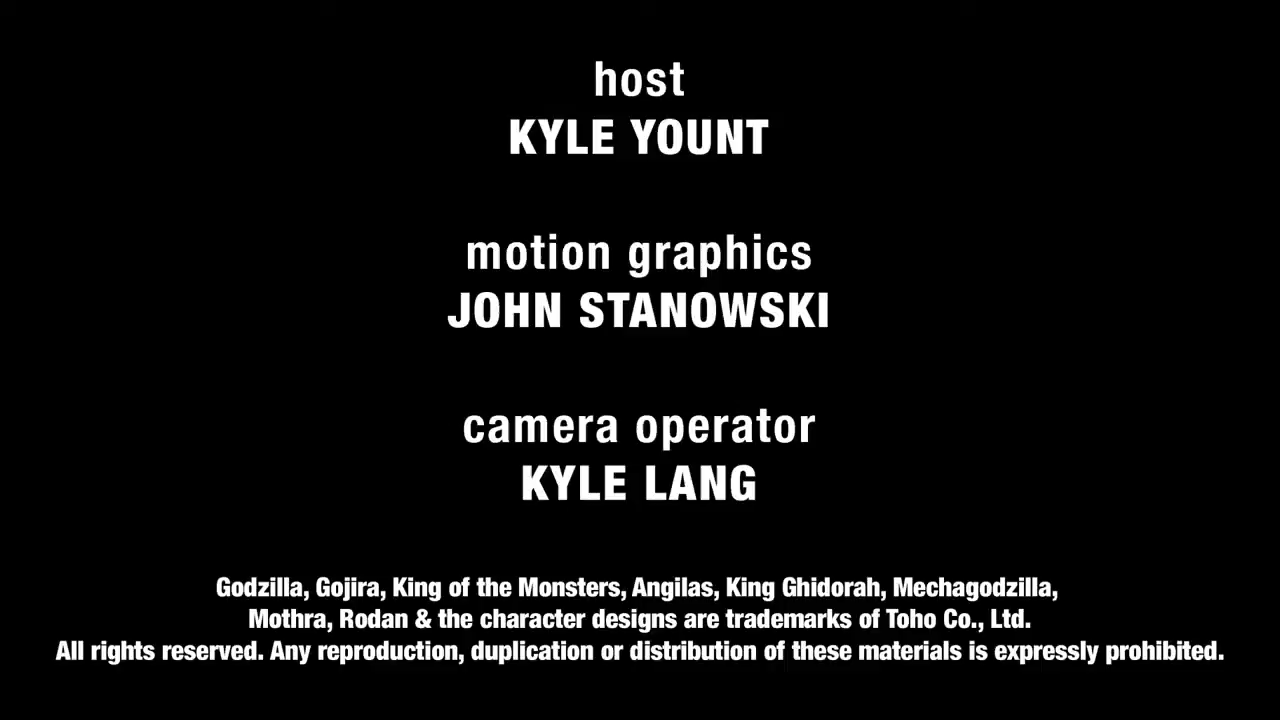 host
KYLE YOUNT
motion graphics
JOHN STANOWSKI
camera operator
KYLE LANG
Godzilla, Gojira, King of the Monsters, Angilas, King Ghidorah, Mechagodzilla,
Mothra, Rodan & the character designs are trademarks of Toho Co., Ltd.
All rights reserved. Any reproduction, duplication or distribution of these materials is expressly prohibited.